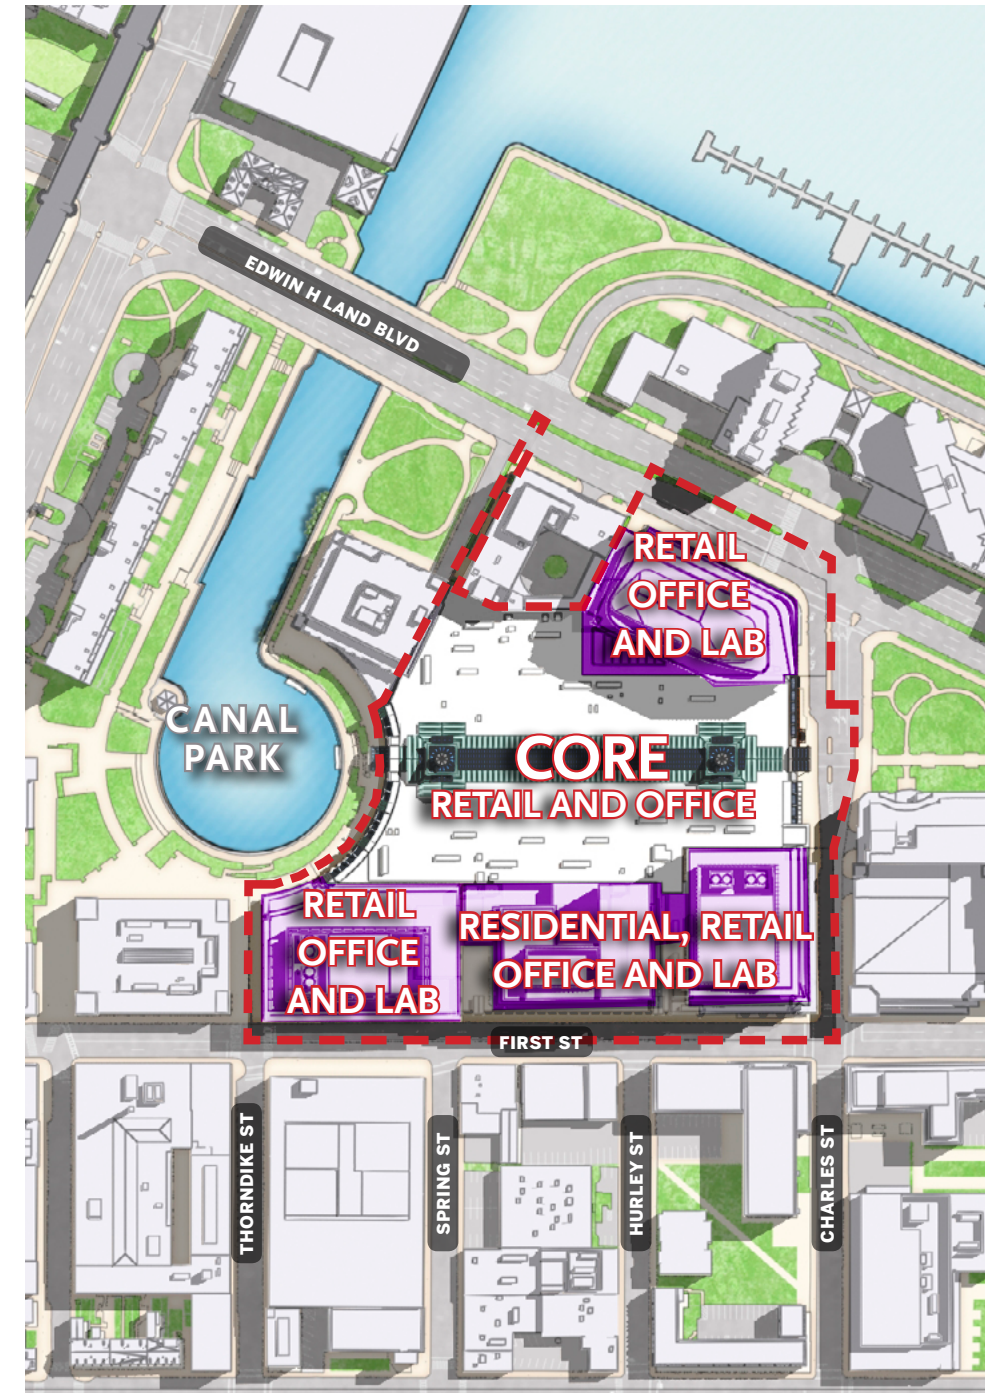 EDWIN H LAND BLVD
RETAIL
OFFICE
AND LAB
CANAL
PARK
CORE
RETAIL AND OFFICE
RETAIL
OFFICE
AND LAB
RESIDENTIAL, RETAIL
OFFICE AND LAB
FIRST ST
THORNDIKE ST
SPRING ST
HURLEY ST
CHARLES ST